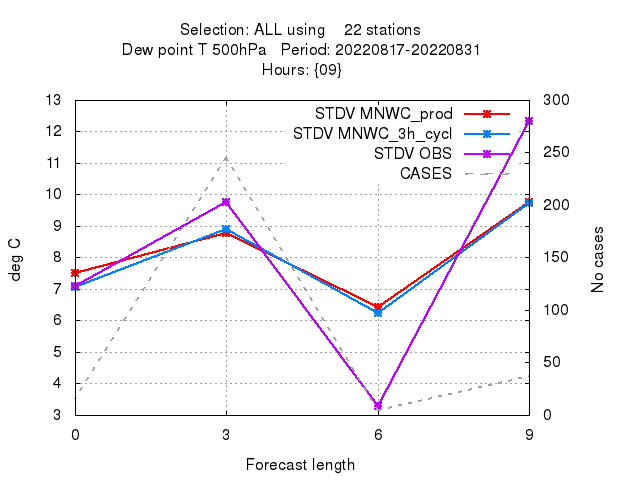 Selection: ALL using    22 stations
Dew point T 500hPa   Period: 20220817-20220831
Hours: {09}
STDV MNWC_prod
STDV MNWC_3h_cycl
STDV OBS
CASES
deg C
13
12
11
10
9
8
7
6
5
4
3
300
250
200
150
100
50
0
No cases
0 3 6 9
Forecast length